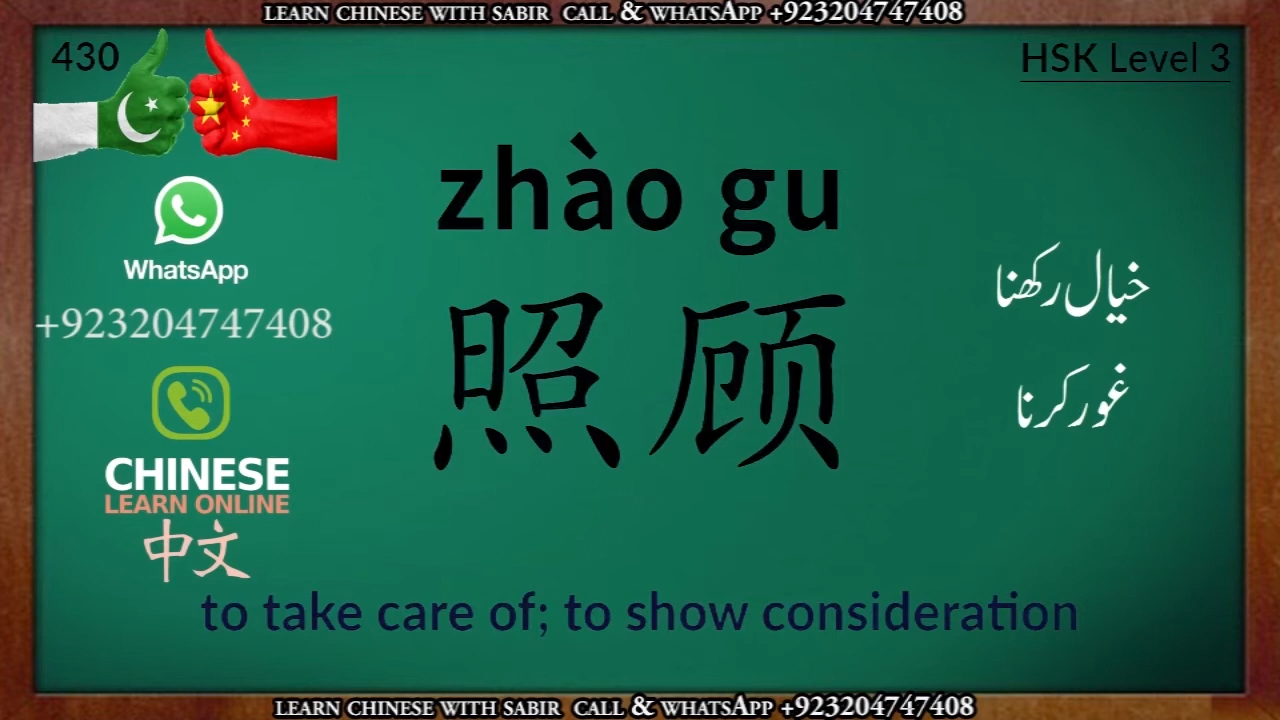 LEARN CHINESE WITH SABIR CALL & WHATSAPP +923204747408
430
HSK Level 3
WhatsApp
+923204747408
CHINESE
LEARN ONLINE
中文
zhào gu
照顾
خیال رکھنا
غور کرنا
to take care of; to show consideration
LEARN CHINESE WITH SABIR CALL & WHATSAPP +923204747408